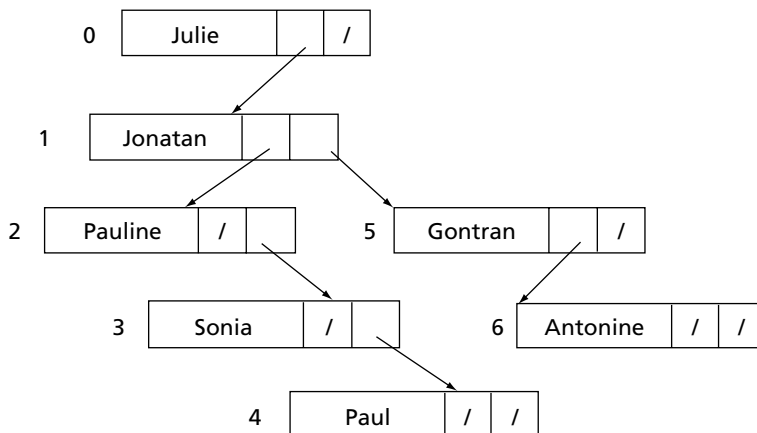 0 Julie /
1 Jonatan
2 Pauline / 5 Gontran /
3 Sonia / 6 Antonine / /
4 Paul / /